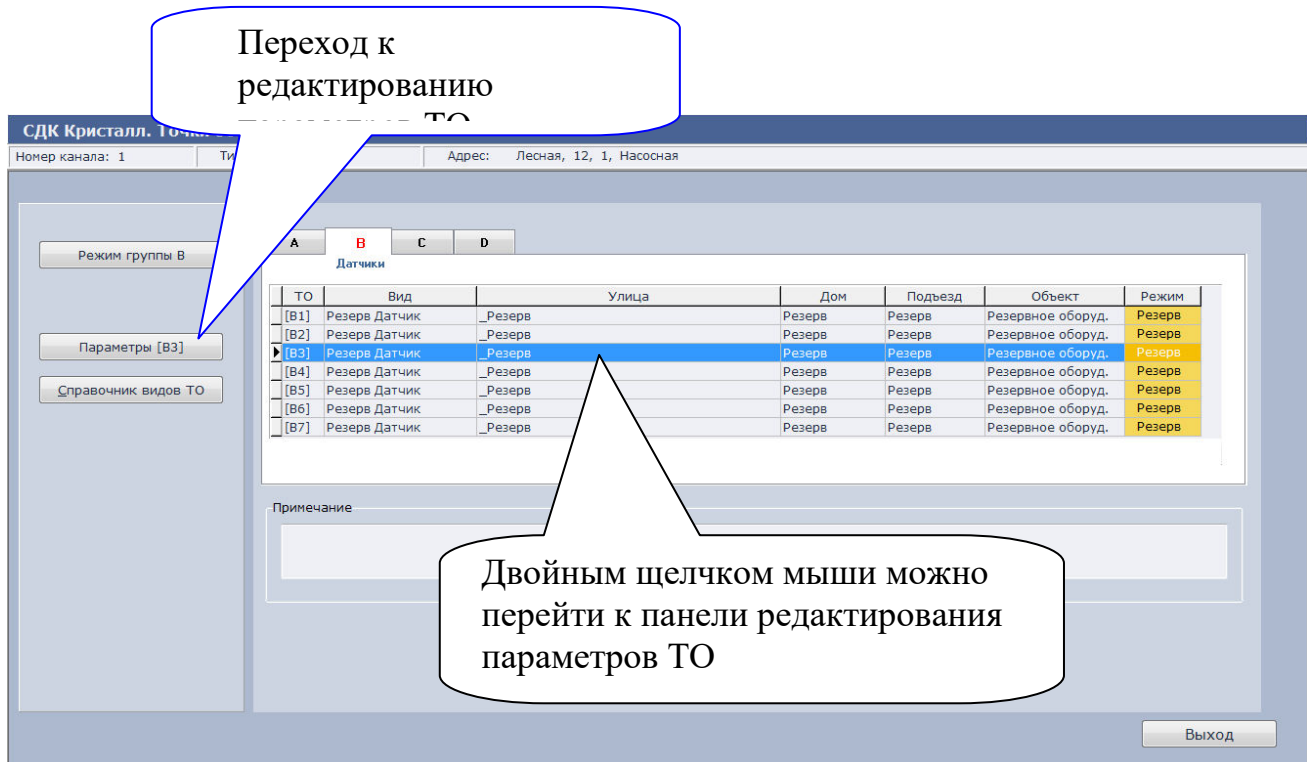 Переход к
редактированию
СДК Кристалл.
Номер канала: 1 Адрес: Лесная, 12, 1, Насосная
A B C D
Режим группы В
Датчики
ТО Вид Улица Дом Подъезд Объект Режим
[B1] Резерв Датчик _Резерв Резерв Резерв Резервное оборуд. Резерв
[B2] Резерв Датчик _Резерв Резерв Резерв Резервное оборуд. Резерв
Параметры [B3]
[B3] Резерв Датчик _Резерв Резерв Резерв Резервное оборуд. Резерв
[B4] Резерв Датчик _Резерв Резерв Резерв Резервное оборуд. Резерв
Справочник видов ТО
[B5] Резерв Датчик _Резерв Резерв Резерв Резервное оборуд. Резерв
[B6] Резерв Датчик _Резерв Резерв Резерв Резервное оборуд. Резерв
[B7] Резерв Датчик _Резерв Резерв Резерв Резервное оборуд. Резерв
Примечание
Двойным щелчком мыши можно
перейти к панели редактирования
параметров ТО
Выход